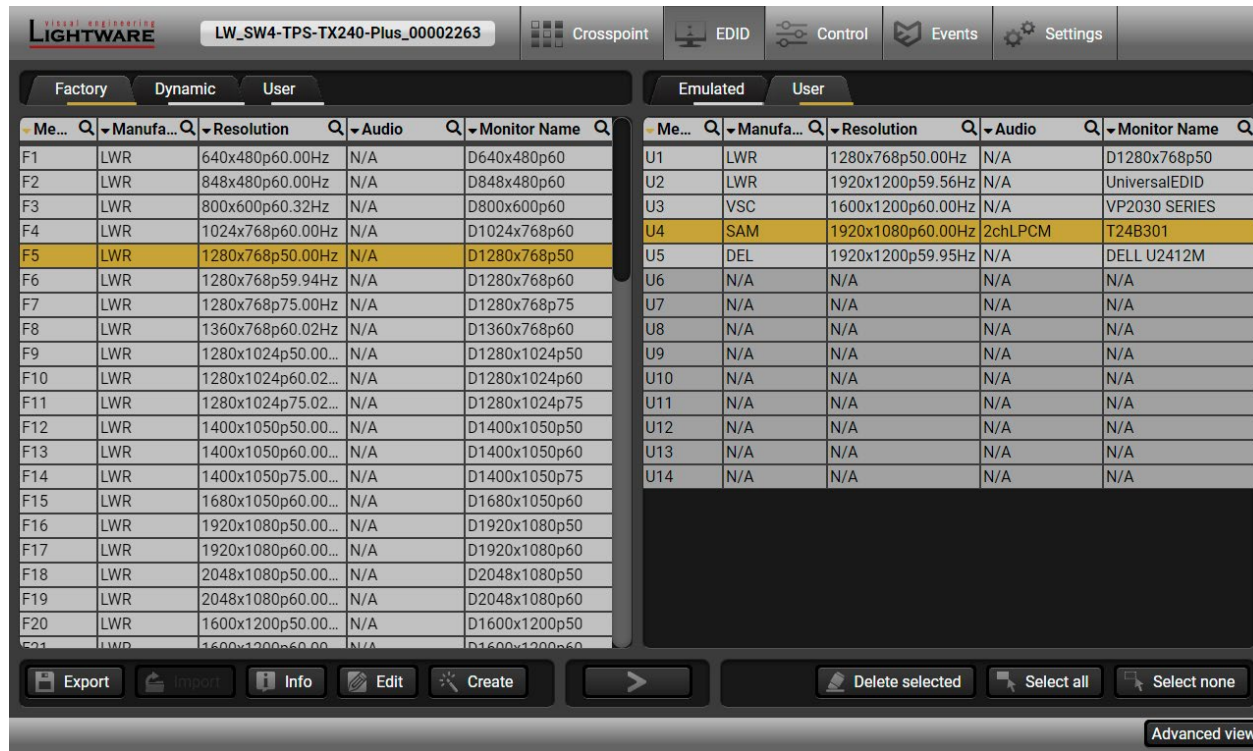 visual engineering
LIGHTWARE
LW_SW4-TPS-TX240-Plus_00002263
Crosspoint
EDID
Control
Events
Settings
Factory Dynamic User
Me... Manufa... Resolution Audio Monitor Name
F1 LWR 640x480p60.00Hz N/A D640x480p60
F2 LWR 848x480p60.00Hz N/A D848x480p60
F3 LWR 800x600p60.32Hz N/A D800x600p60
F4 LWR 1024x768p60.00Hz N/A D1024x768p60
F5 LWR 1280x768p50.00Hz N/A D1280x768p50
F6 LWR 1280x768p59.94Hz N/A D1280x768p60
F7 LWR 1280x768p75.00Hz N/A D1280x768p75
F8 LWR 1360x768p60.02Hz N/A D1360x768p60
F9 LWR 1280x1024p50.00... N/A D1280x1024p50
F10 LWR 1280x1024p60.02... N/A D1280x1024p60
F11 LWR 1280x1024p75.02... N/A D1280x1024p75
F12 LWR 1400x1050p50.00... N/A D1400x1050p50
F13 LWR 1400x1050p60.00... N/A D1400x1050p60
F14 LWR 1400x1050p75.00... N/A D1400x1050p75
F15 LWR 1680x1050p60.00... N/A D1680x1050p60
F16 LWR 1920x1080p50.00... N/A D1920x1080p50
F17 LWR 1920x1080p60.00... N/A D1920x1080p60
F18 LWR 2048x1080p50.00... N/A D2048x1080p50
F19 LWR 2048x1080p60.00... N/A D2048x1080p60
F20 LWR 1600x1200p50.00... N/A D1600x1200p50
F21 LWR 1600x1200p60.00... N/A D1600x1200p60
Emulated User
Me... Manufa... Resolution Audio Monitor Name
U1 LWR 1280x768p50.00Hz N/A D1280x768p50
U2 LWR 1920x1200p59.56Hz N/A UniversalEDID
U3 VSC 1600x1200p60.00Hz N/A VP2030 SERIES
U4 SAM 1920x1080p60.00Hz 2chLPCM T24B301
U5 DEL 1920x1200p59.95Hz N/A DELL U2412M
U6 N/A N/A N/A N/A
U7 N/A N/A N/A N/A
U8 N/A N/A N/A N/A
U9 N/A N/A N/A N/A
U10 N/A N/A N/A N/A
U11 N/A N/A N/A N/A
U12 N/A N/A N/A N/A
U13 N/A N/A N/A N/A
U14 N/A N/A N/A N/A
Export Import Info Edit Create > Delete selected Select all Select none
Advanced view